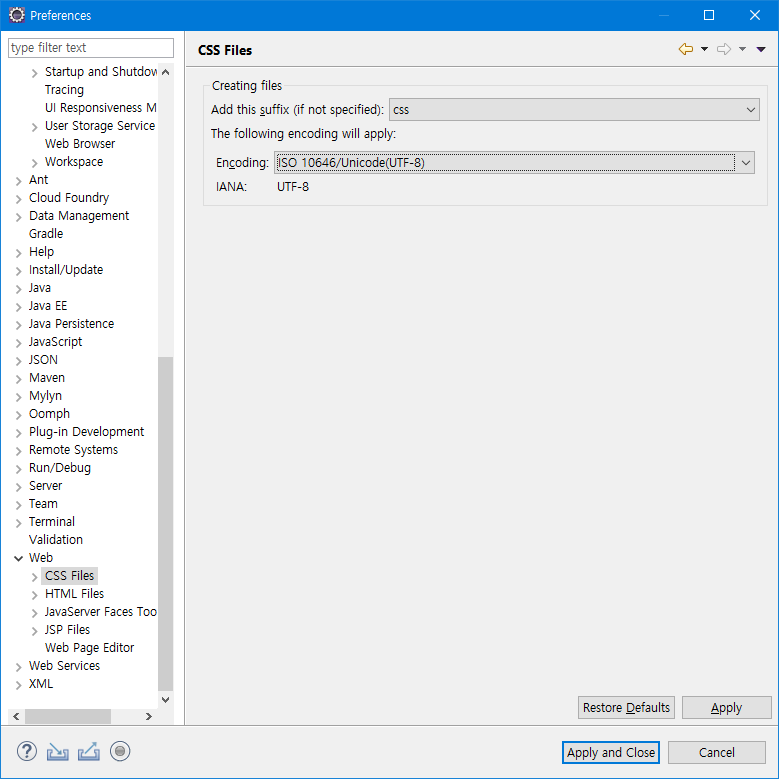 Preferences
type filter text
Startup and Shutdow
Tracing
UI Responsiveness M
User Storage Service
Web Browser
Workspace
Ant
Cloud Foundry
Data Management
Gradle
Help
Install/Update
Java
Java EE
Java Persistence
JavaScript
JSON
Maven
Mylyn
Oomph
Plug-in Development
Remote Systems
Run/Debug
Server
Team
Terminal
Validation
Web
CSS Files
HTML Files
JavaServer Faces Too
JSP Files
Web Page Editor
Web Services
XML
CSS Files
Creating files
Add this suffix (if not specified): css
The following encoding will apply:
Encoding: ISO 10646/Unicode(UTF-8)
IANA: UTF-8
Restore Defaults Apply
? Apply and Close Cancel